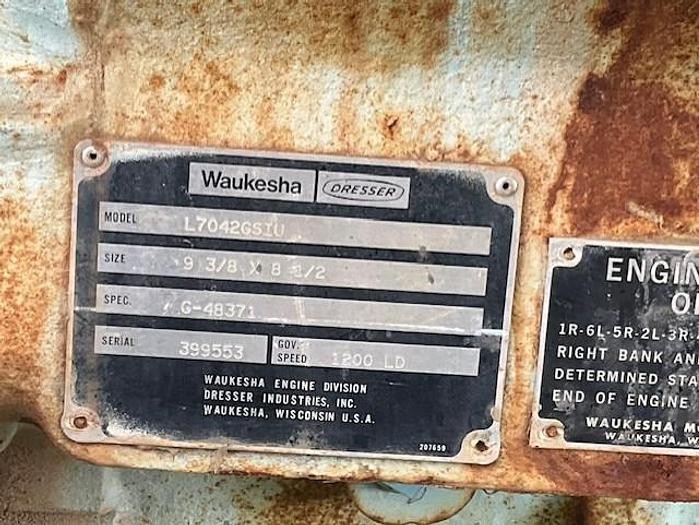 Waukesha DRESSER
MODEL L7042GSIU
SIZE 9 3/8 X 8 1/2
SPEC. G-48371
SERIAL 399553 GOV. SPEED 1200 LD
WAUKESHA ENGINE DIVISION
DRESSER INDUSTRIES, INC.
WAUKESHA, WISCONSIN U.S.A.
207659
ENGIN
O
1R-6L-5R-2L-3R-
RIGHT BANK AN
DETERMINED STA
END OF ENGINE
WAUKESHA MO
WAUKESHA, W